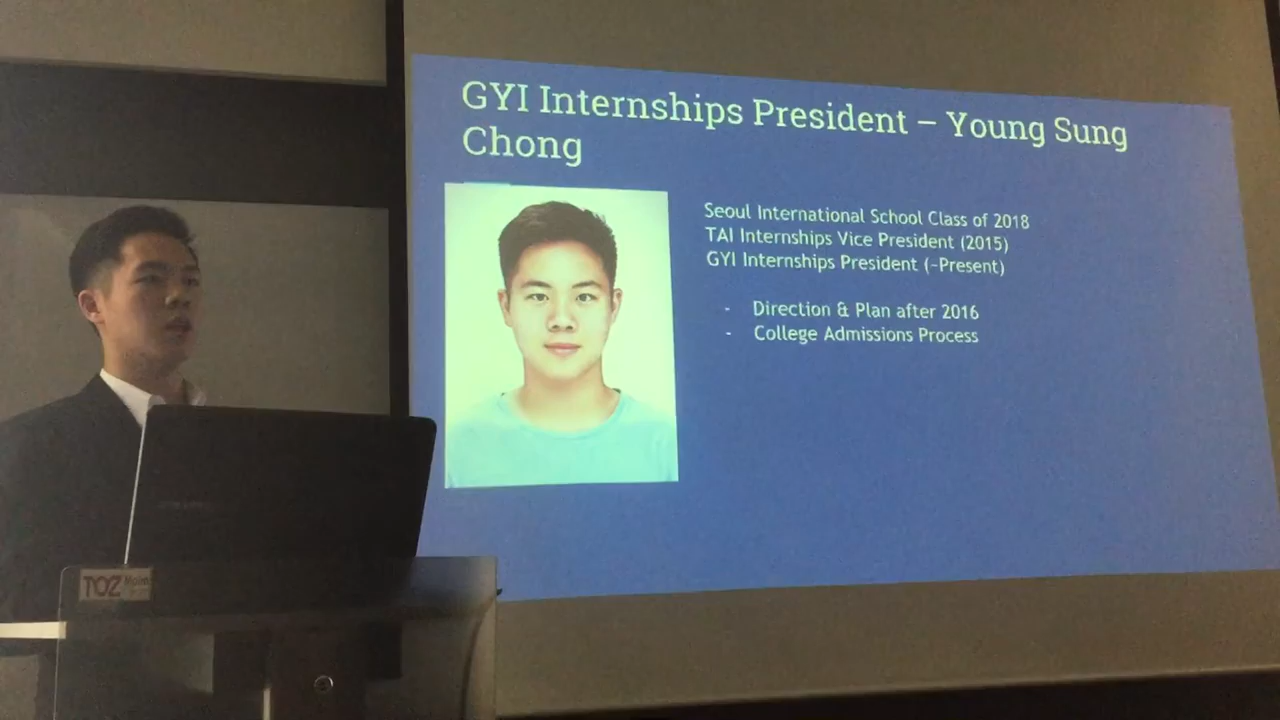 GYI Internships President – Young Sung
Chong
Seoul International School Class of 2018
TAI Internships Vice President (2015)
GYI Internships President (-Present)
- Direction & Plan after 2016
- College Admissions Process
TOZ